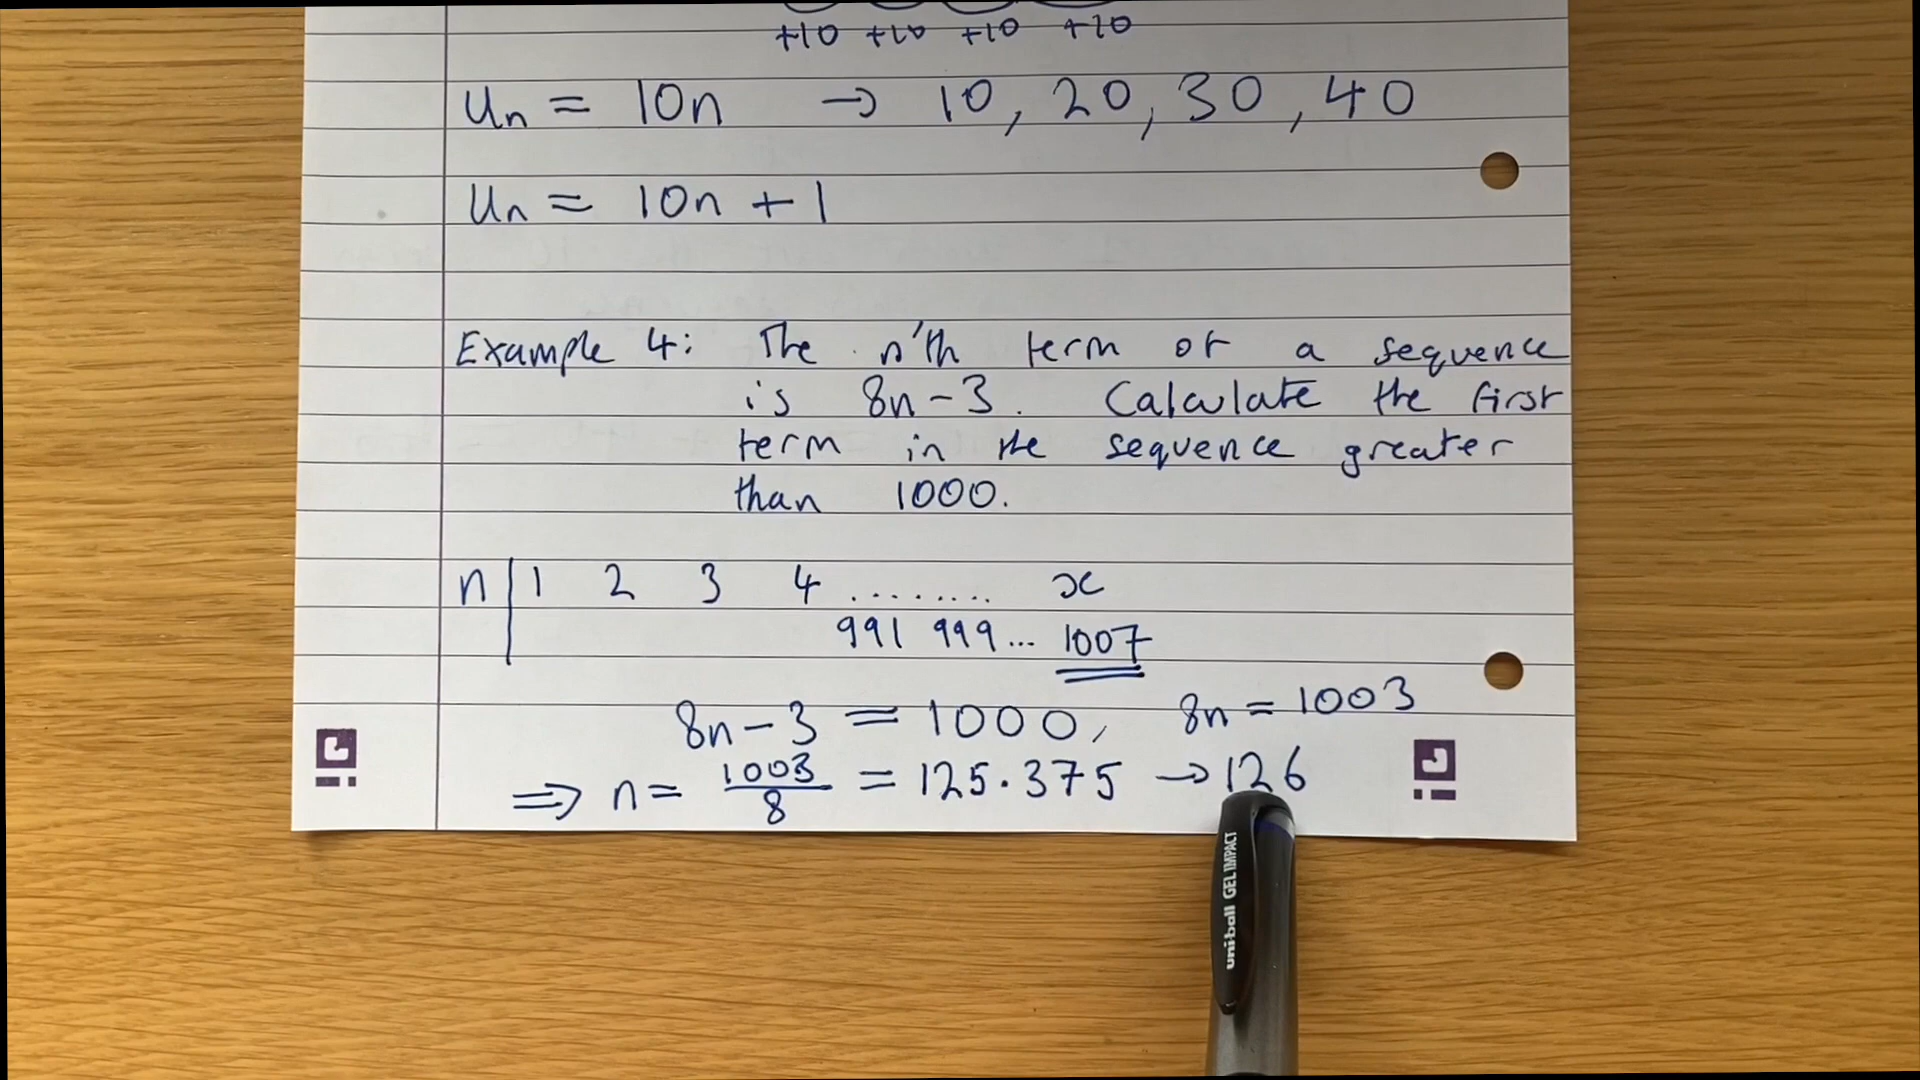 +10 +10 +10 +10
Un = 10n → 10, 20, 30, 40
Un = 10n + 1
Example 4: The n'th term of a sequence
is 8n-3. Calculate the first
term in the sequence greater
than 1000.
n | 1 2 3 4 ........ x
991 999... 1007
8n-3 = 1000, 8n = 1003
⇒ n = 1003/8 = 125.375 → 126
uni-ball GEL IMPACT